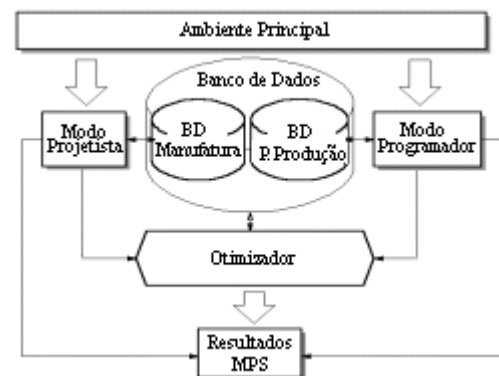 Ambiente Principal
Banco de Dados
Modo
Projetista
BD
Manufatura
BD
P. Produção
Modo
Programador
Otimizador
Resultados
MPS